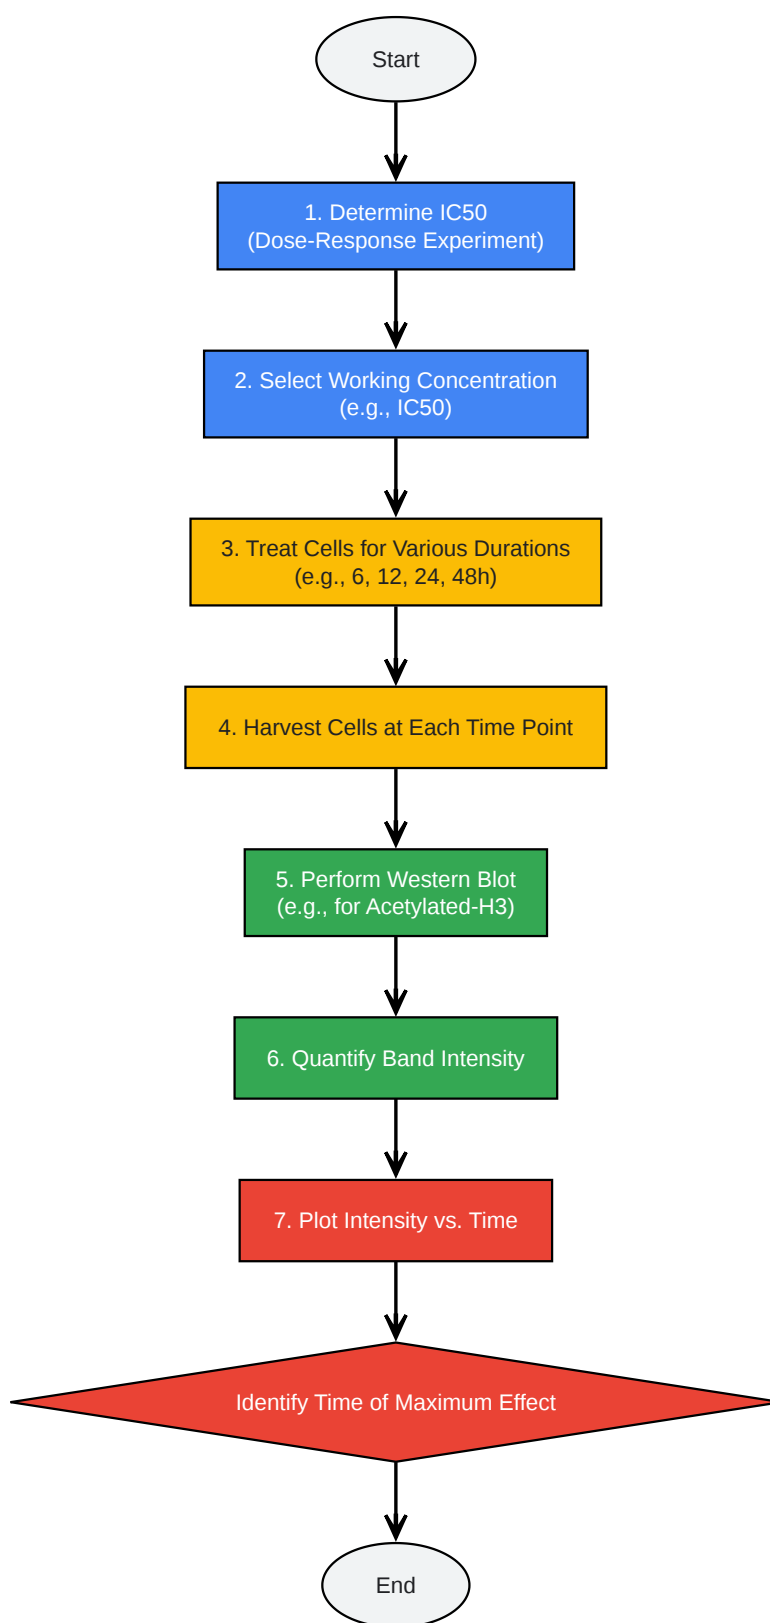 Start
1. Determine IC50
(Dose-Response Experiment)
2. Select Working Concentration
(e.g., IC50)
3. Treat Cells for Various Durations
(e.g., 6, 12, 24, 48h)
4. Harvest Cells at Each Time Point
5. Perform Western Blot
(e.g., for Acetylated-H3)
6. Quantify Band Intensity
7. Plot Intensity vs. Time
Identify Time of Maximum Effect
End